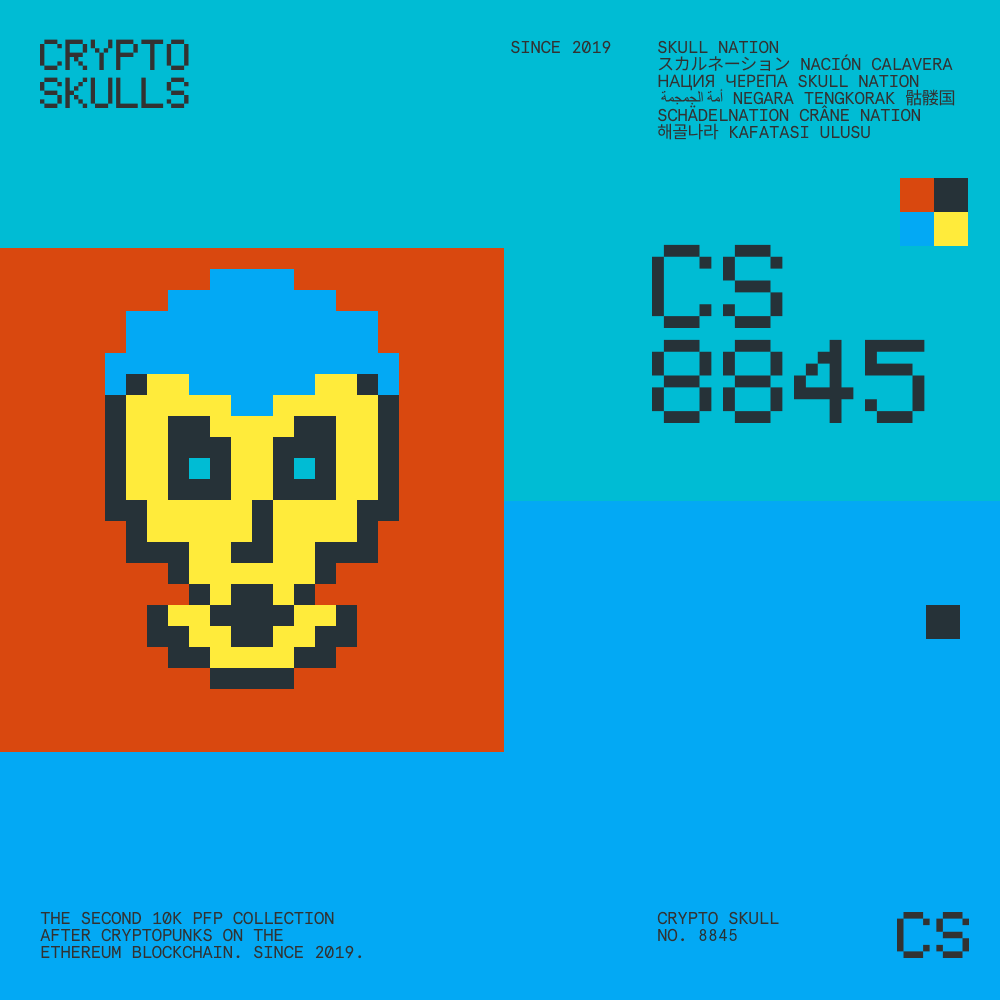 CRYPTO
SKULLS
SINCE 2019
SKULL NATION
スカルネーション NACIÓN CALAVERA
НАЦИЯ ЧЕРЕПА SKULL NATION
أمة الجمجمة NEGARA TENGKORAK 骷髅国
SCHÄDELNATION CRÂNE NATION
해골나라 KAFATASI ULUSU
CS
8845
THE SECOND 10K PFP COLLECTION
AFTER CRYPTOPUNKS ON THE
ETHEREUM BLOCKCHAIN. SINCE 2019.
CRYPTO SKULL
NO. 8845
CS